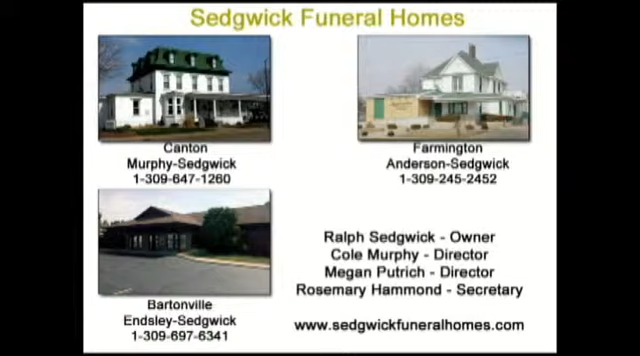 Sedgwick Funeral Homes
Canton
Murphy-Sedgwick
1-309-647-1260
Farmington
Anderson-Sedgwick
1-309-245-2452
Bartonville
Endsley-Sedgwick
1-309-697-6341
Ralph Sedgwick - Owner
Cole Murphy - Director
Megan Putrich - Director
Rosemary Hammond - Secretary
www.sedgwickfuneralhomes.com